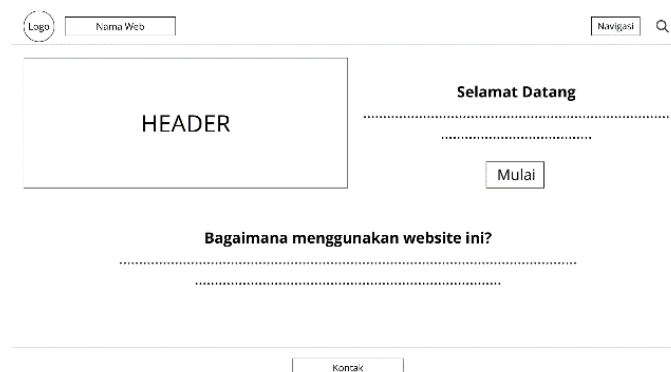 Logo
Nama Web
Navigasi
HEADER
Selamat Datang
Mulai
Bagaimana menggunakan website ini?
Kontak